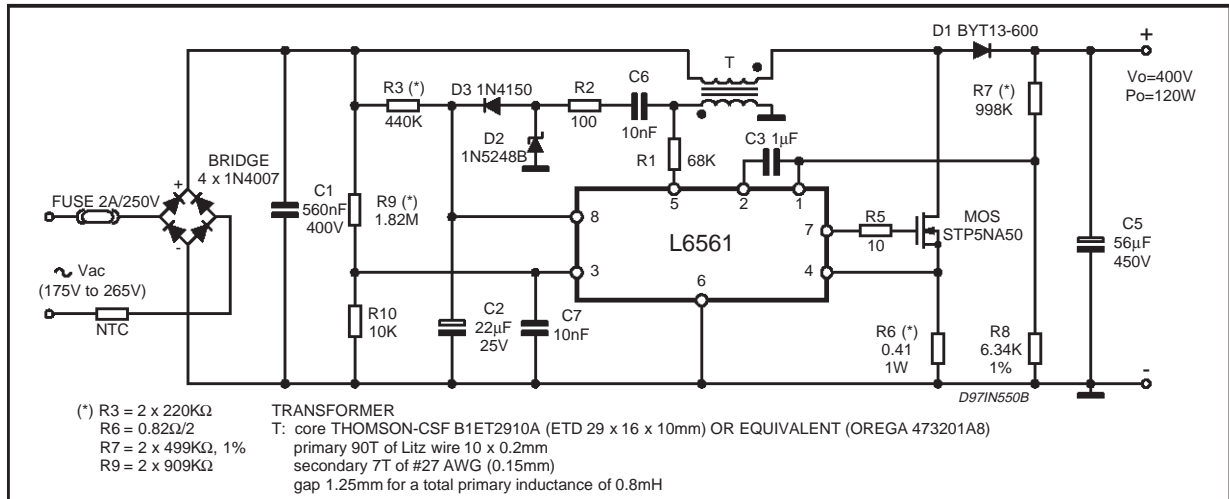 D1 BYT13-600
+
Vo=400V
Po=120W
T
R3 (*)
440K
D3 1N4150
R2
100
C6
10nF
R7 (*)
998K
D2
1N5248B
R1
68K
C3 1µF
BRIDGE
4 x 1N4007
+
-
FUSE 2A/250V
C1
560nF
400V
R9 (*)
1.82M
5
2
1
8
3
6
7
4
L6561
R5
10
MOS
STP5NA50
C5
56µF
450V
Vac
(175V to 265V)
NTC
R10
10K
C2
22µF
25V
C7
10nF
R6 (*)
0.41
1W
R8
6.34K
1%
-
D97IN550B
(*) R3 = 2 x 220KΩ
R6 = 0.82Ω/2
R7 = 2 x 499KΩ, 1%
R9 = 2 x 909KΩ
TRANSFORMER
T: core THOMSON-CSF B1ET2910A (ETD 29 x 16 x 10mm) OR EQUIVALENT (OREGA 473201A8)
primary 90T of Litz wire 10 x 0.2mm
secondary 7T of #27 AWG (0.15mm)
gap 1.25mm for a total primary inductance of 0.8mH